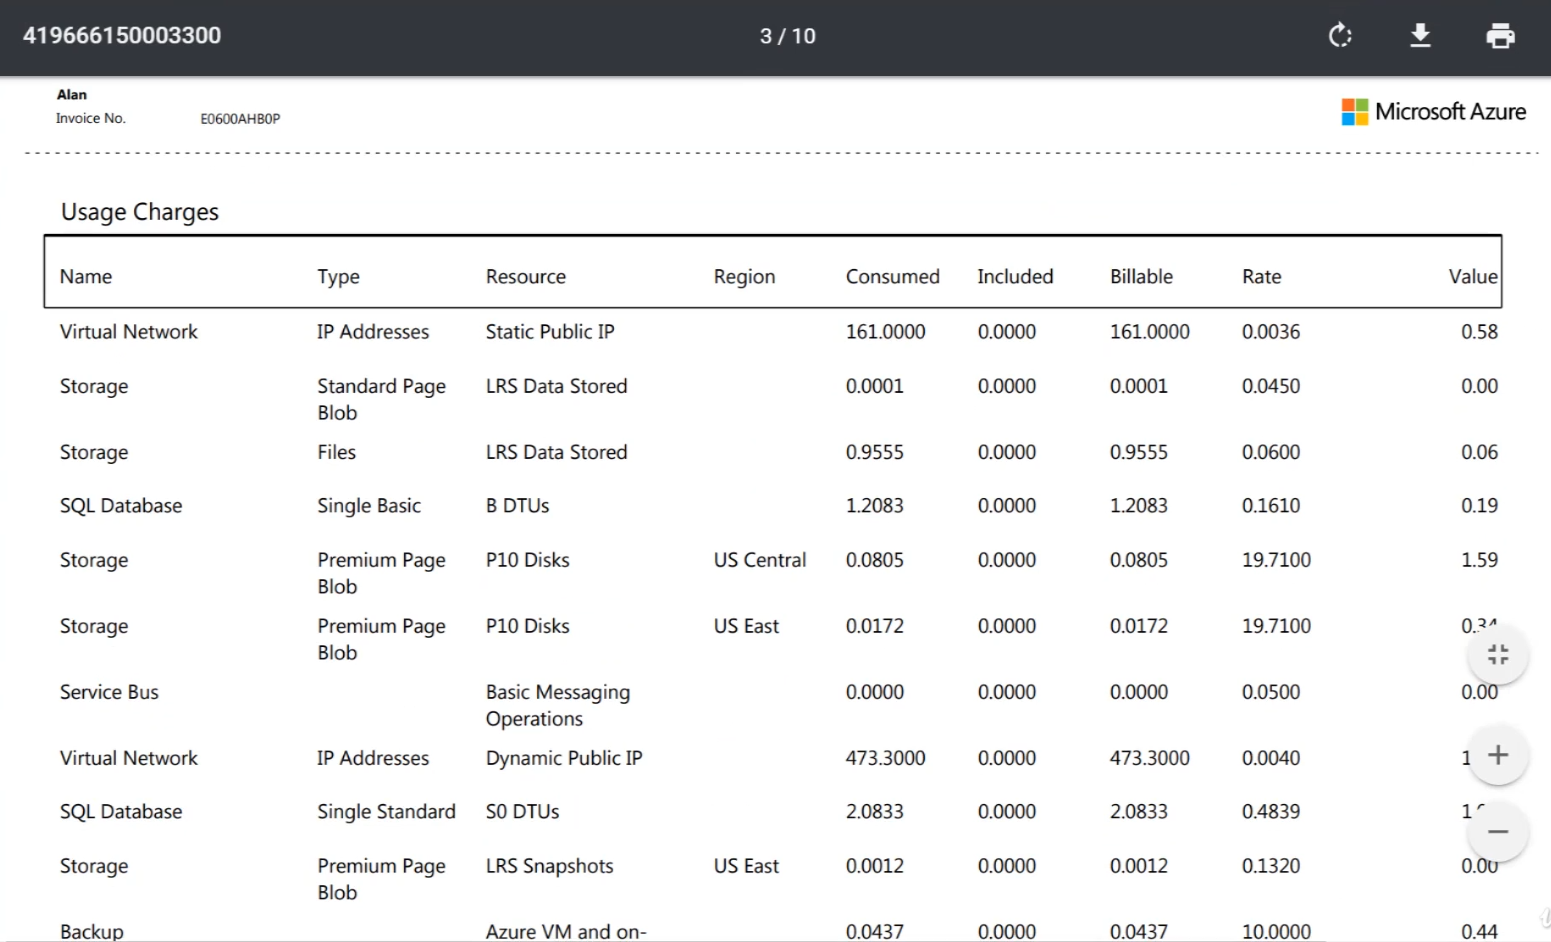 419666150003300 3 / 10
Alan
Invoice No. E0600AHB0P
Microsoft Azure
Usage Charges
Name Type Resource Region Consumed Included Billable Rate Value
Virtual Network IP Addresses Static Public IP 161.0000 0.0000 161.0000 0.0036 0.58
Storage Standard Page LRS Data Stored 0.0001 0.0000 0.0001 0.0450 0.00
Blob
Storage Files LRS Data Stored 0.9555 0.0000 0.9555 0.0600 0.06
SQL Database Single Basic B DTUs 1.2083 0.0000 1.2083 0.1610 0.19
Storage Premium Page P10 Disks US Central 0.0805 0.0000 0.0805 19.7100 1.59
Blob
Storage Premium Page P10 Disks US East 0.0172 0.0000 0.0172 19.7100 0.34
Blob
Service Bus Basic Messaging 0.0000 0.0000 0.0000 0.0500 0.00
Operations
Virtual Network IP Addresses Dynamic Public IP 473.3000 0.0000 473.3000 0.0040
SQL Database Single Standard S0 DTUs 2.0833 0.0000 2.0833 0.4839
Storage Premium Page LRS Snapshots US East 0.0012 0.0000 0.0012 0.1320 0.00
Blob
Backup Azure VM and on- 0.0437 0.0000 0.0437 10.0000 0.44